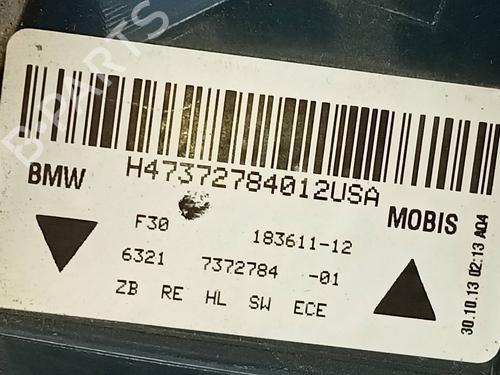 B-PARTS
H47372784012USA
BMW
MOBIS
F30 183611-12
6321 7372784 -01
ZB RE HL SW ECE
30.10.13 02:13 A04